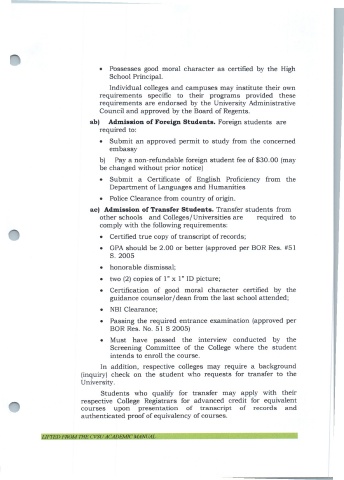 • Possesses good moral character as certified by the High
School Principal.
Individual colleges and campuses may institute their own
requirements specific to their programs provided these
requirements are endorsed by the University Administrative
Council and approved by the Board of Regents.
ab) Admission of Foreign Students. Foreign students are
required to:
• Submit an approved permit to study from the concerned
embassy
b) Pay a non-refundable foreign student fee of $30.00 (may
be changed without prior notice)
• Submit a Certificate of English Proficiency from the
Department of Languages and Humanities
• Police Clearance from country of origin.
ac) Admission of Transfer Students. Transfer students from
other schools and Colleges/Universities are required to
comply with the following requirements:
• Certified true copy of transcript of records;
• GPA should be 2.00 or better (approved per BOR Res. #51
S. 2005
• honorable dismissal;
• two (2) copies of 1" x 1" ID picture;
• Certification of good moral character certified by the
guidance counselor/dean from the last school attended;
• NBI Clearance;
• Passing the required entrance examination (approved per
BOR Res. No. 51 S 2005)
• Must have passed the interview conducted by the
Screening Committee of the College where the student
intends to enroll the course.
In addition, respective colleges may require a background
(inquiry) check on the student who requests for transfer to the
University.
Students who qualify for transfer may apply with their
respective College Registrars for advanced credit for equivalent
courses upon presentation of transcript of records and
authenticated proof of equivalency of courses.
LIFTED FROM THE CVSU ACADEMIC MANUAL